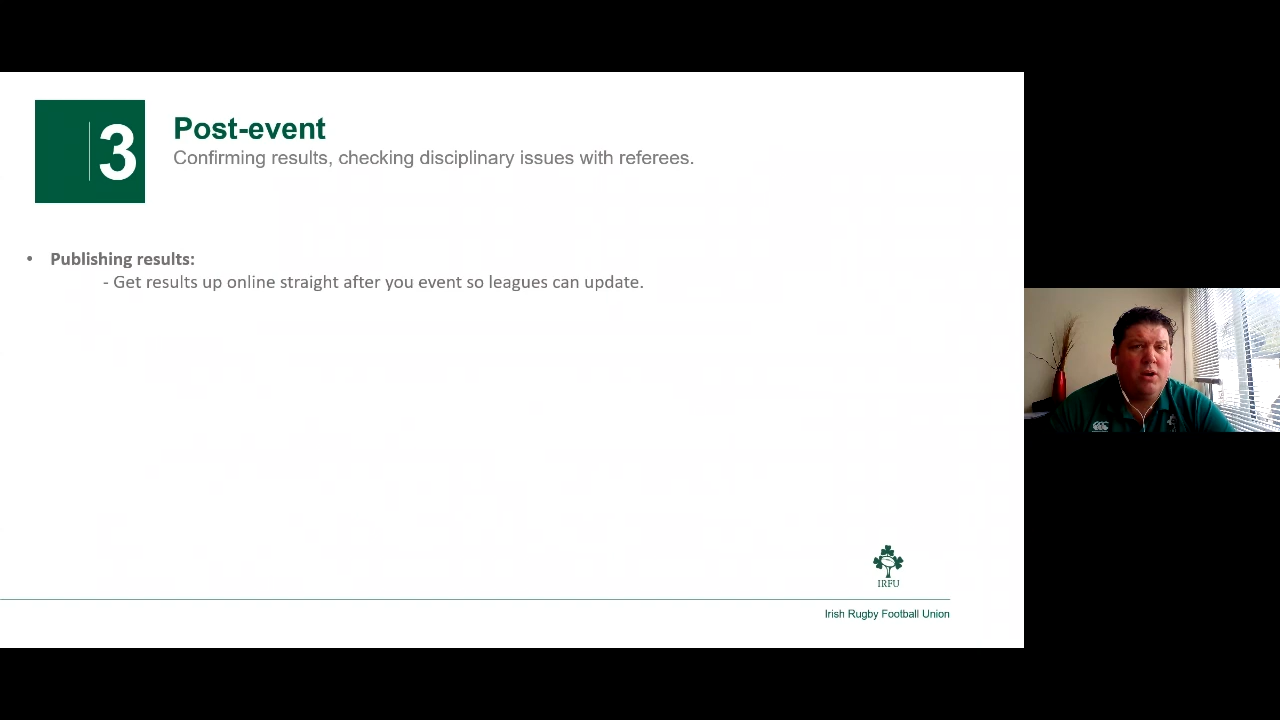 3
Post-event
Confirming results, checking disciplinary issues with referees.
• Publishing results:
- Get results up online straight after you event so leagues can update.
IRFU
Irish Rugby Football Union